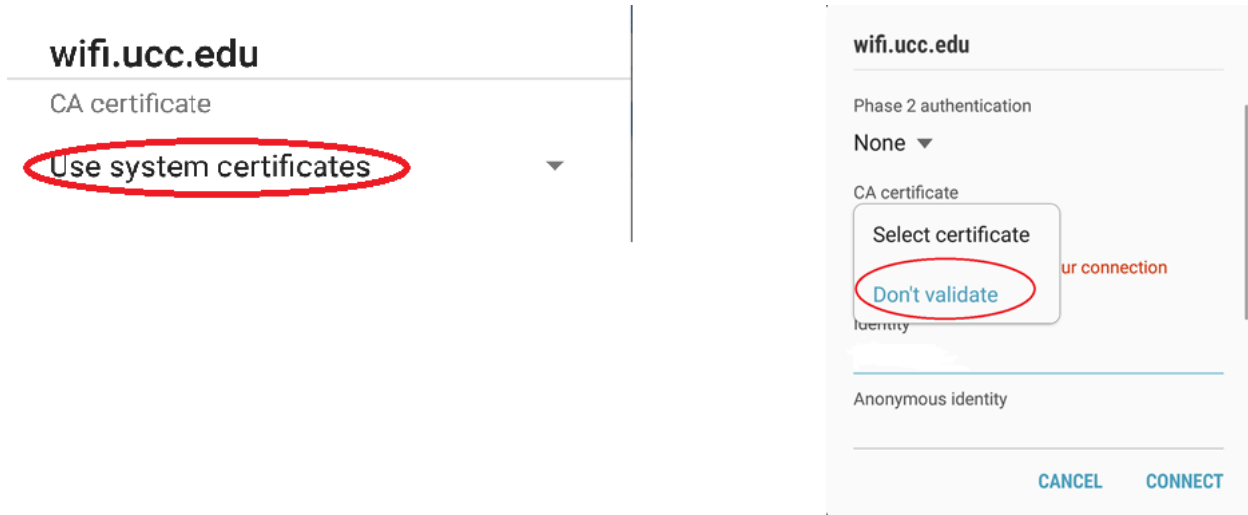 wifi.ucc.edu
CA certificate
Use system certificates
wifi.ucc.edu
Phase 2 authentication
None
CA certificate
Select certificate
ur connection
Don't validate
Identity
Anonymous identity
CANCEL CONNECT